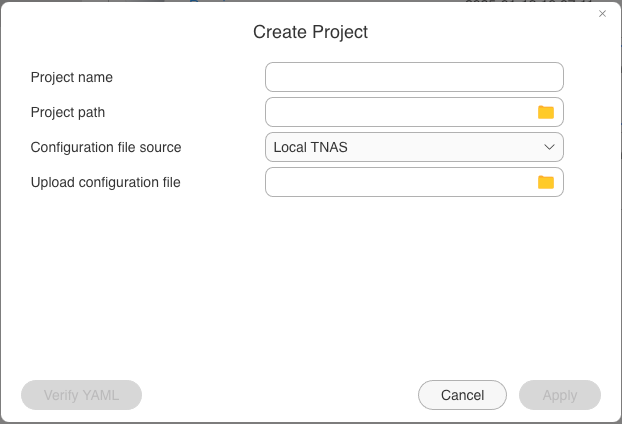 Create Project
Project name
Project path
Configuration file source
Local TNAS
Upload configuration file
Verify YAML
Cancel
Apply